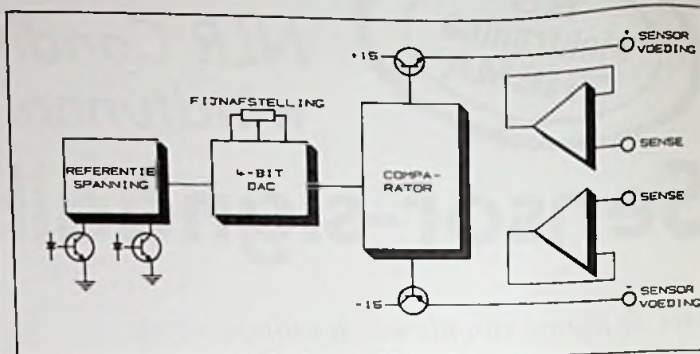 +15
+ SENSOR
VOEDING
FIJNAFSTELLING
SENSE
REFERENTIE
SPANNING
4-BIT
DAC
COMPA-
RATOR
SENSE
-15
- SENSOR
VOEDING